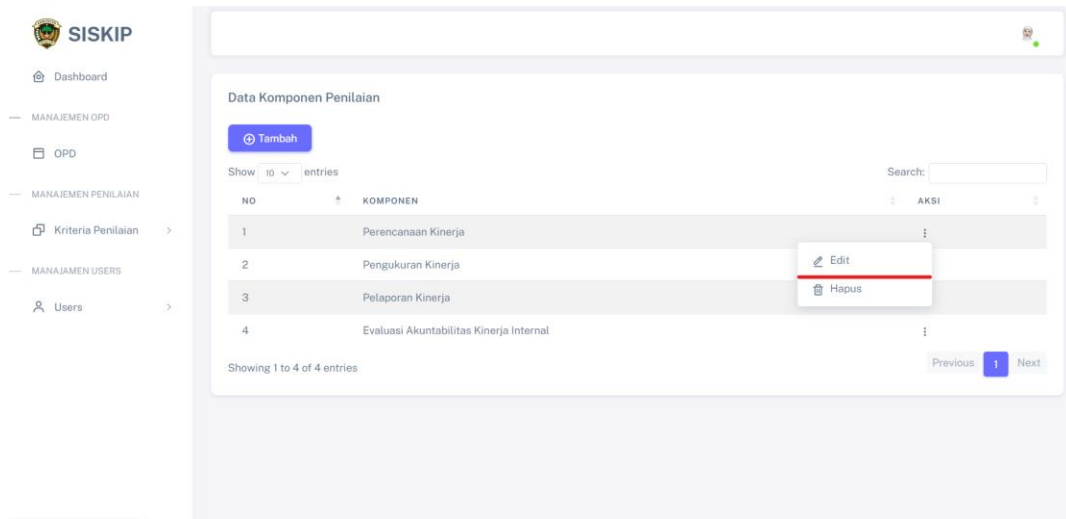 SISKIP
Dashboard
MANAJEMEN OPD
OPD
MANAJEMEN PENILAIAN
Kriteria Penilaian
MANAJAMEN USERS
Users
Data Komponen Penilaian
Tambah
Show 10 entries
Search:
NO KOMPONEN AKSI
1 Perencanaan Kinerja
2 Pengukuran Kinerja
3 Pelaporan Kinerja
4 Evaluasi Akuntabilitas Kinerja Internal
Edit
Hapus
Showing 1 to 4 of 4 entries
Previous 1 Next